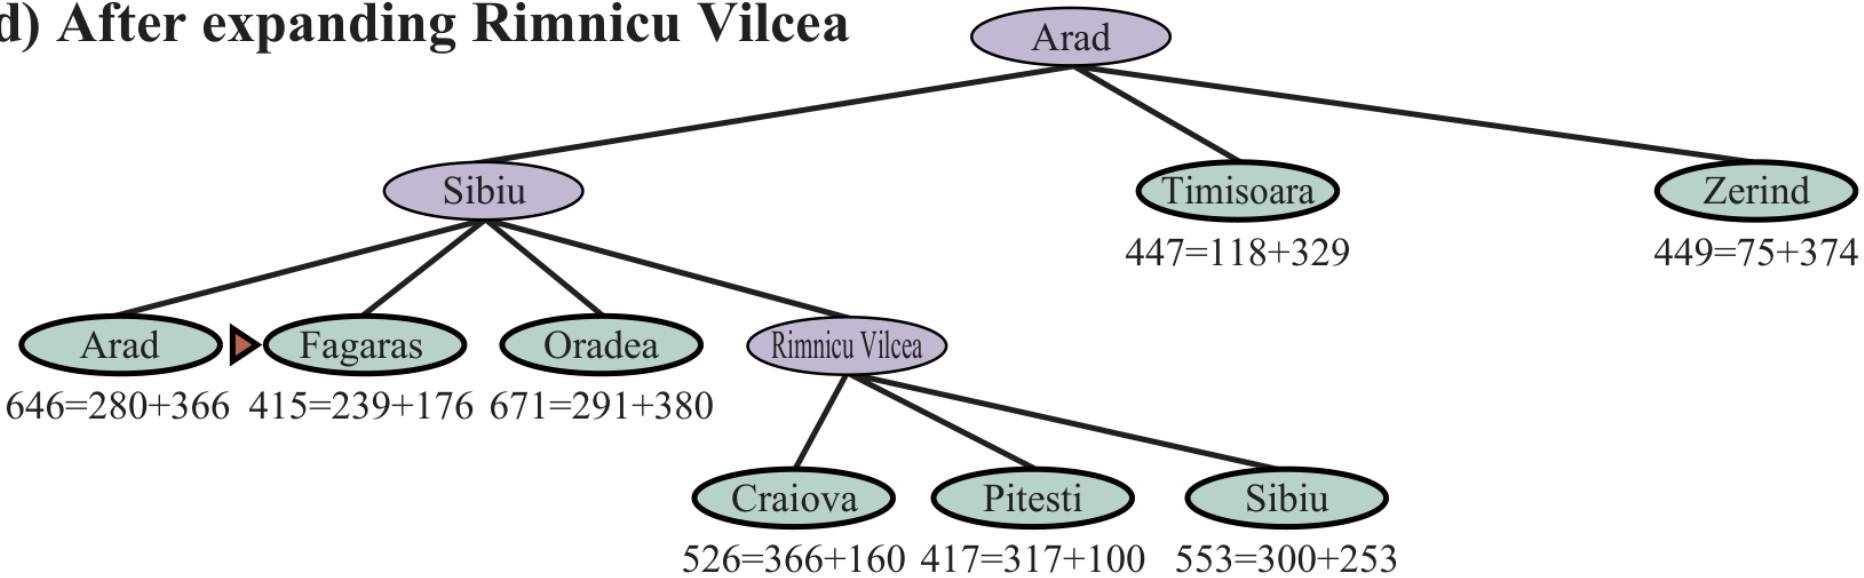 d) After expanding Rimnicu Vilcea
Arad
Sibiu
Timisoara
Zerind
447=118+329
449=75+374
Arad
Fagaras
Oradea
Rimnicu Vilcea
646=280+366
415=239+176
671=291+380
Craiova
Pitesti
Sibiu
526=366+160
417=317+100
553=300+253